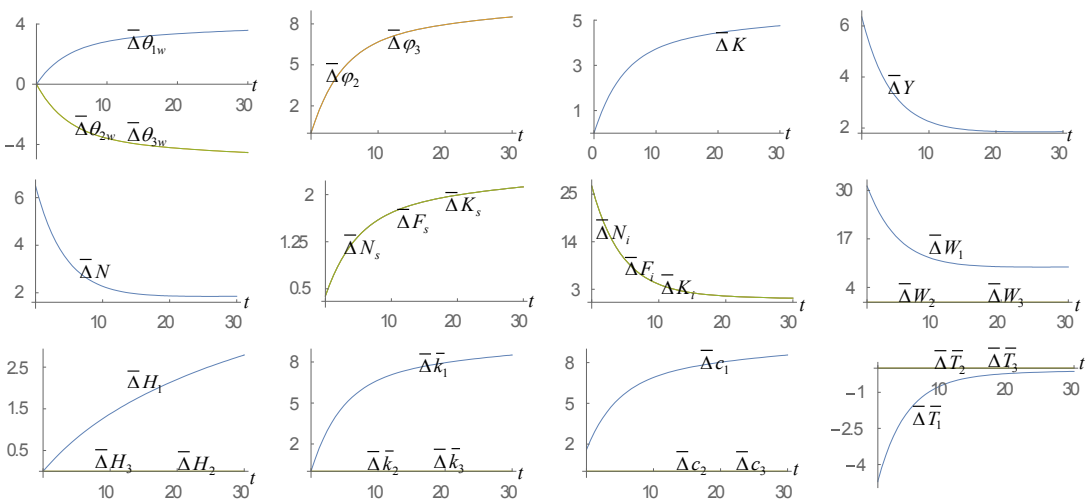 4
0
−4
10 20 30 t
Δ̅θ₁w
Δ̅θ₂w Δ̅θ₃w
8
5
2
10 20 30 t
Δ̅φ₃
Δ̅φ₂
5
4
3
1
0 10 20 30 t
Δ̅K
6
4
2
10 20 30 t
Δ̅Y
6
4
2
10 20 30 t
Δ̅N
2
1.25
0.5
10 20 30 t
Δ̅Nₛ Δ̅Fₛ Δ̅Kₛ
25
14
3
10 20 30 t
Δ̅Nᵢ
Δ̅Fᵢ
Δ̅Kᵢ
30
17
4
10 20 30 t
Δ̅W₁
Δ̅W₂ Δ̅W₃
2.5
1.5
0.5
10 20 30 t
Δ̅H₁
Δ̅H₃ Δ̅H₂
8
5
2
10 20 30 t
Δ̅k̅₁
Δ̅k̅₂ Δ̅k̅₃
8
5
2
10 20 30 t
Δ̅c₁
Δ̅c₂ Δ̅c₃
Δ̅T̅₂ Δ̅T̅₃ t
10 20 30
−1
−2.5
−4
Δ̅T̅₁